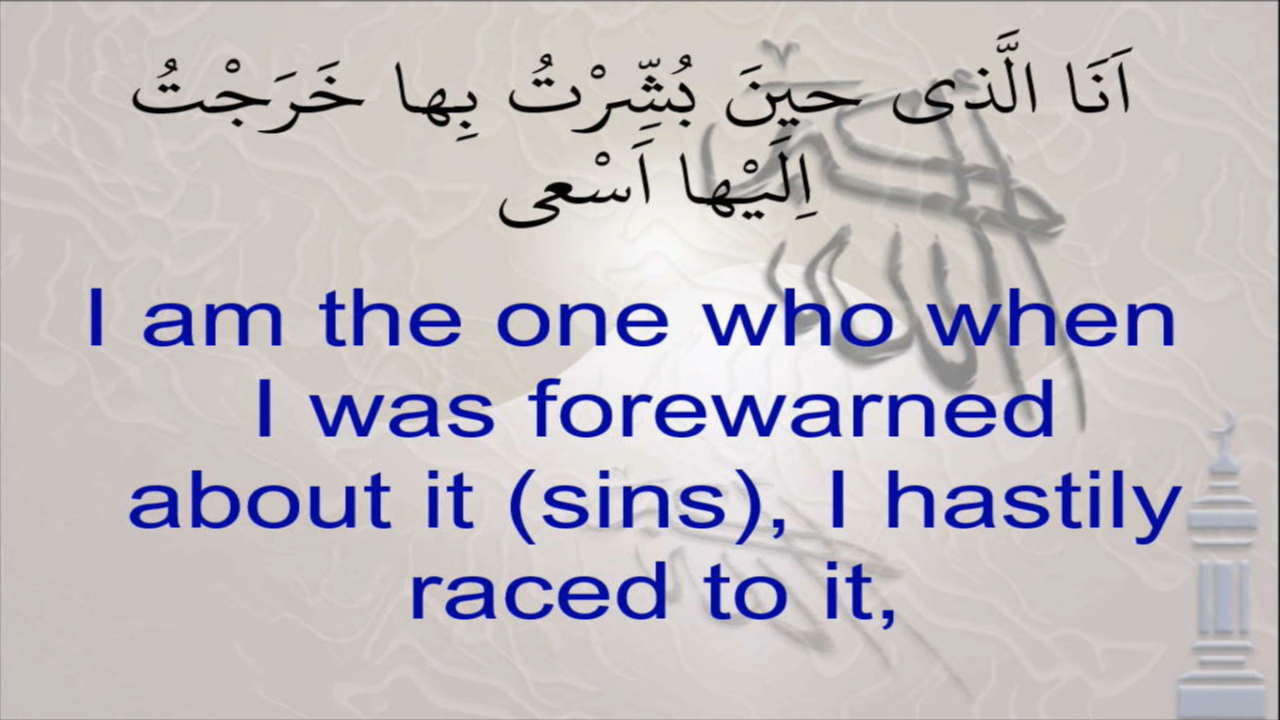 اَنَا الَّذى حيْنَ بُشِّرْتُ بِها خَرَجْتُ
اِلَيْها اَسْعى
I am the one who when
I was forewarned
about it (sins), I hastily
raced to it,